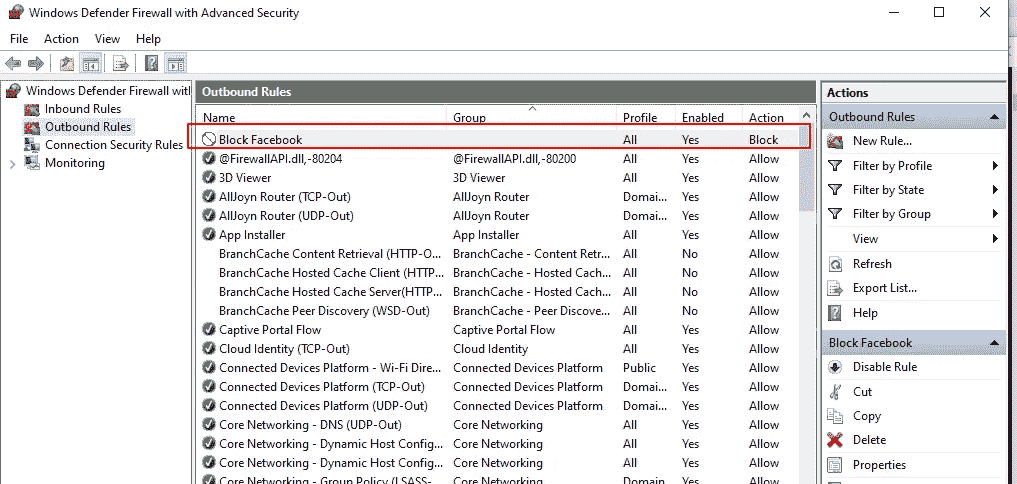 Windows Defender Firewall with Advanced Security
File Action View Help
Windows Defender Firewall wit
Inbound Rules
Outbound Rules
Connection Security Rules
Monitoring
Outbound Rules
Name Group Profile Enabled Action
Block Facebook All Yes Block
@FirewallAPI.dll,-80204 @FirewallAPI.dll,-80200 All Yes Allow
3D Viewer 3D Viewer All Yes Allow
AllJoyn Router (TCP-Out) AllJoyn Router Domai... Yes Allow
AllJoyn Router (UDP-Out) AllJoyn Router Domai... Yes Allow
App Installer App Installer All Yes Allow
BranchCache Content Retrieval (HTTP-O... BranchCache - Content Retr... All No Allow
BranchCache Hosted Cache Client (HTTP... BranchCache - Hosted Cach... All No Allow
BranchCache Hosted Cache Server(HTTP... BranchCache - Hosted Cach... All No Allow
BranchCache Peer Discovery (WSD-Out) BranchCache - Peer Discove... All No Allow
Captive Portal Flow Captive Portal Flow All Yes Allow
Cloud Identity (TCP-Out) Cloud Identity All Yes Allow
Connected Devices Platform - Wi-Fi Dire... Connected Devices Platform Public Yes Allow
Connected Devices Platform (TCP-Out) Connected Devices Platform Domai... Yes Allow
Connected Devices Platform (UDP-Out) Connected Devices Platform Domai... Yes Allow
Core Networking - DNS (UDP-Out) Core Networking All Yes Allow
Core Networking - Dynamic Host Config... Core Networking All Yes Allow
Core Networking - Dynamic Host Config... Core Networking All Yes Allow
Core Networking - Group Policy (LSASS- Core Networking Domai... Yes Allow
Actions
Outbound Rules
New Rule...
Filter by Profile
Filter by State
Filter by Group
View
Refresh
Export List...
Help
Block Facebook
Disable Rule
Cut
Copy
Delete
Properties